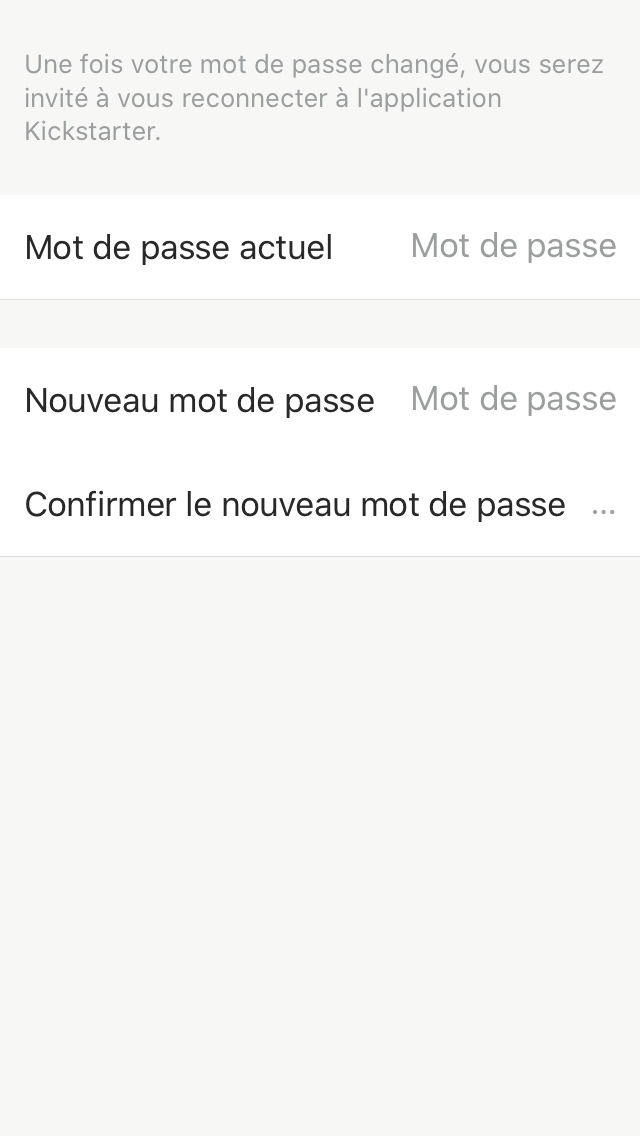 Une fois votre mot de passe changé, vous serez
invité à vous reconnecter à l'application
Kickstarter.
Mot de passe actuel Mot de passe
Nouveau mot de passe Mot de passe
Confirmer le nouveau mot de passe ...